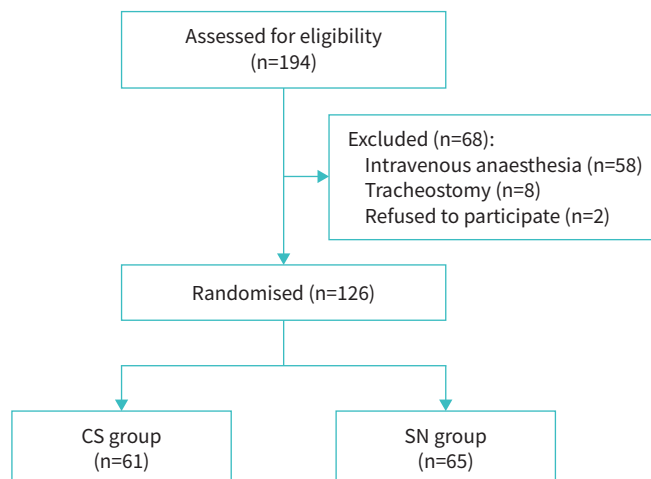 Assessed for eligibility
(n=194)
Excluded (n=68):
Intravenous anaesthesia (n=58)
Tracheostomy (n=8)
Refused to participate (n=2)
Randomised (n=126)
CS group
(n=61)
SN group
(n=65)